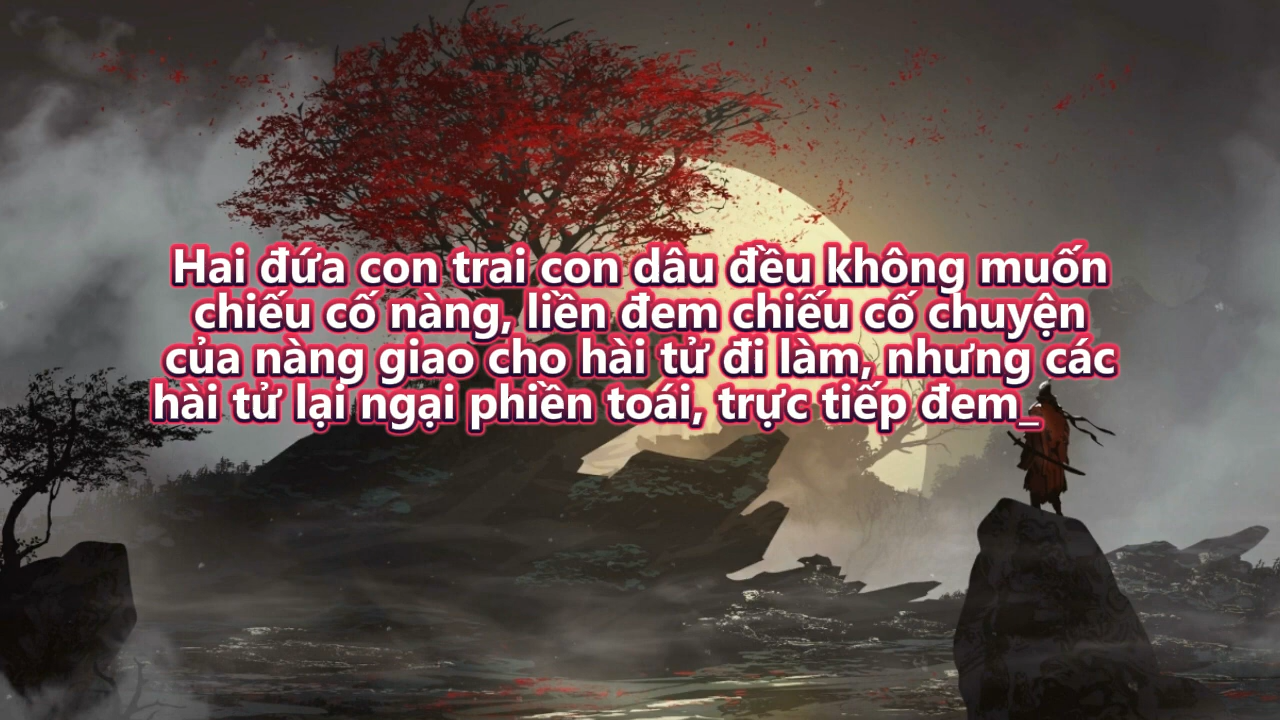 Hai đứa con trai con dâu đều không muốn
chiếu cố nàng, liền đem chiếu cố chuyện
của nàng giao cho hài tử đi làm, nhưng các
hài tử lại ngại phiền toái, trực tiếp đem_